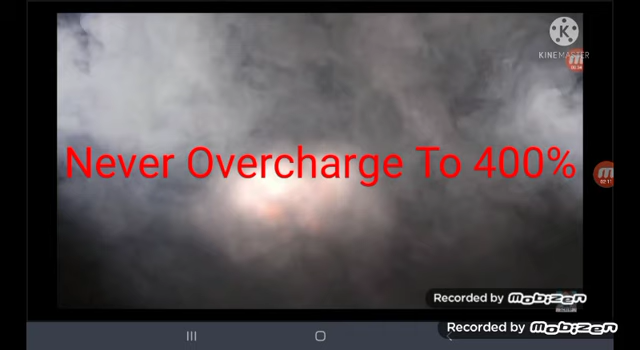 KINEMASTER
Never Overcharge To 400%
Recorded by Mobizen
Recorded by Mobizen